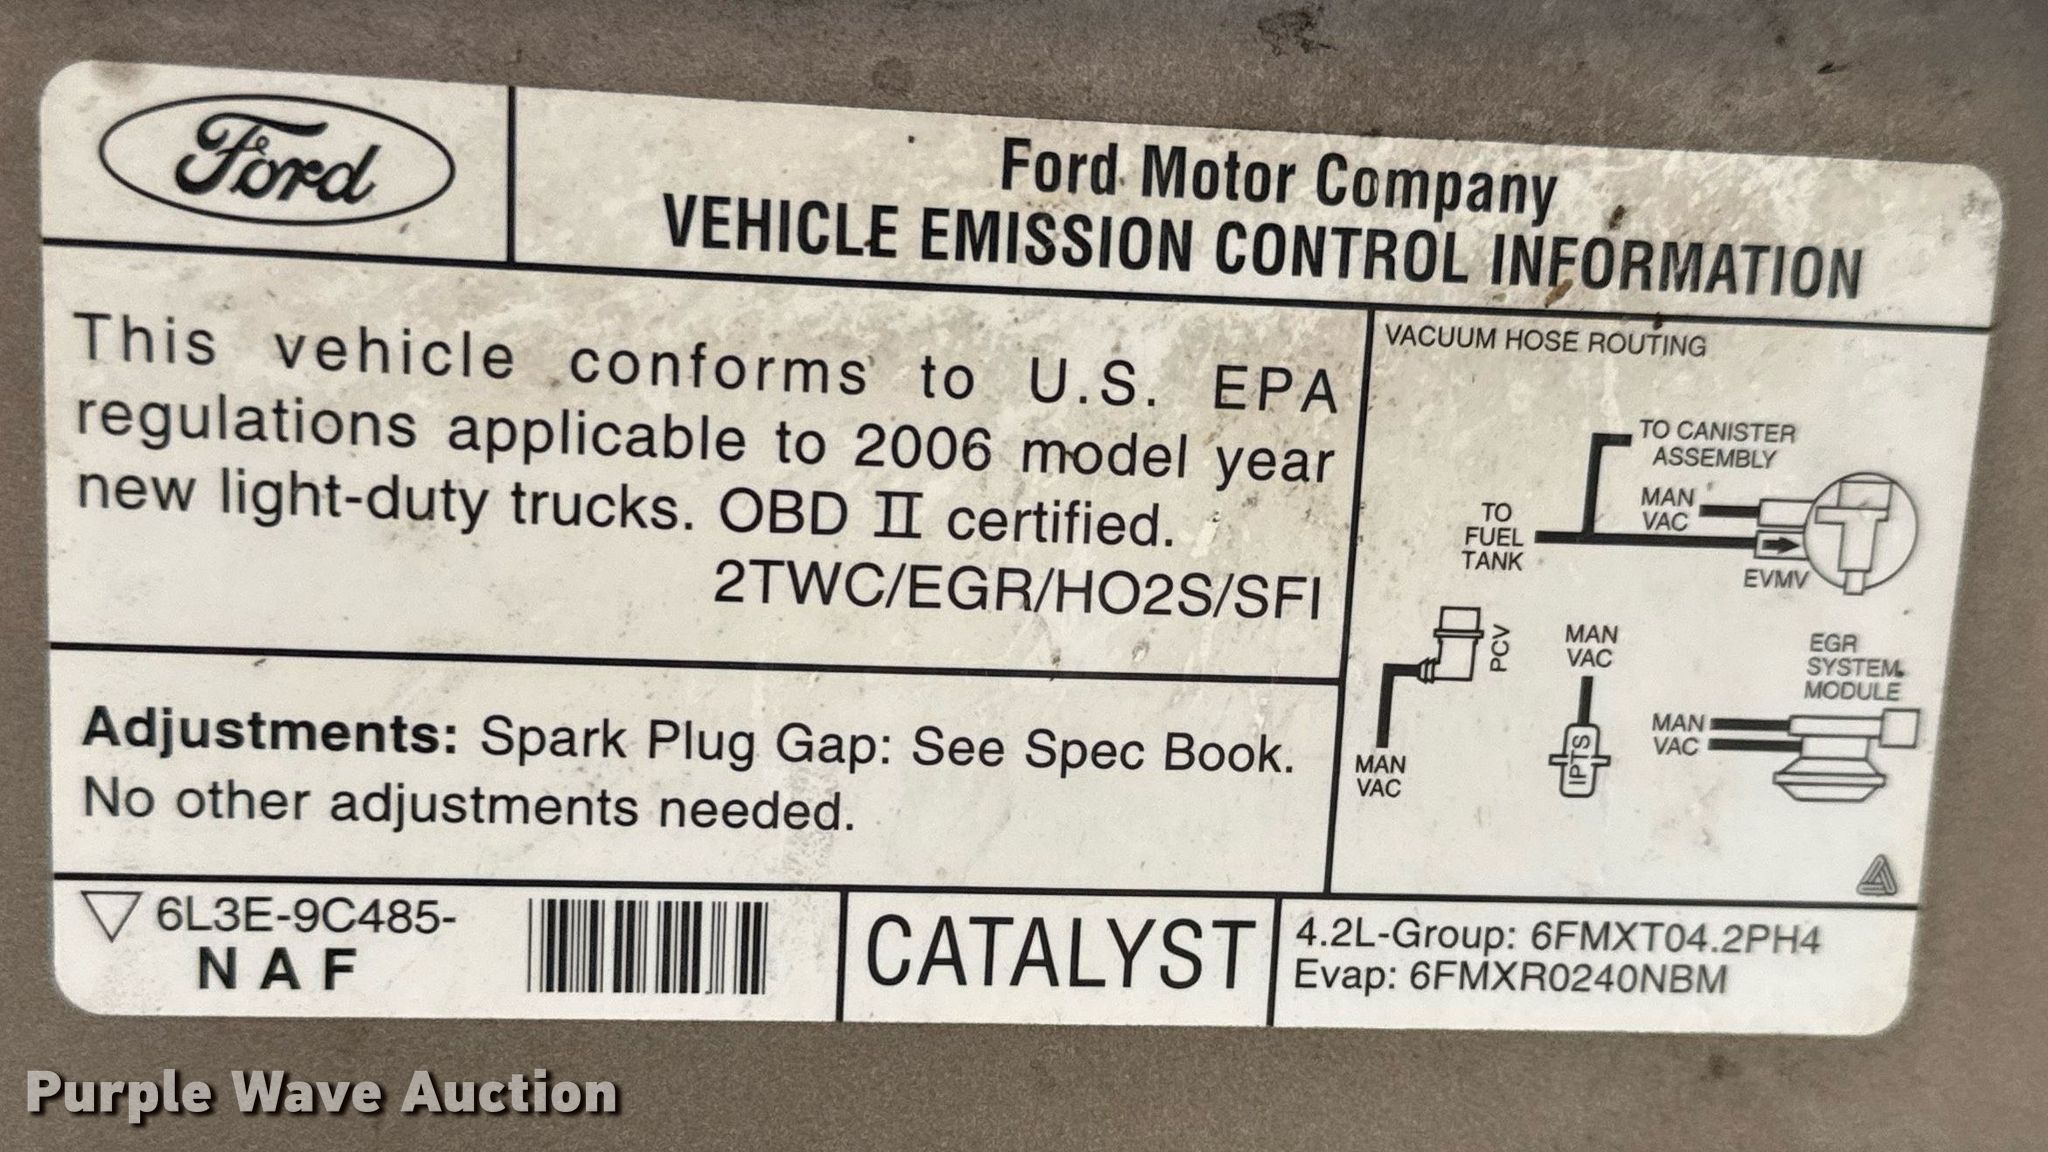 Ford
Ford Motor Company
VEHICLE EMISSION CONTROL INFORMATION
This vehicle conforms to U.S. EPA
regulations applicable to 2006 model year
new light-duty trucks. OBD II certified.
2TWC/EGR/HO2S/SFI
Adjustments: Spark Plug Gap: See Spec Book.
No other adjustments needed.
VACUUM HOSE ROUTING
TO CANISTER
ASSEMBLY
MAN
VAC
TO
FUEL
TANK
EVMV
PCV
MAN
VAC
MAN
VAC
IPTS
EGR
SYSTEM
MODULE
MAN
VAC
6L3E-9C485-
N A F
CATALYST
4.2L-Group: 6FMXT04.2PH4
Evap: 6FMXR0240NBM
Purple Wave Auction